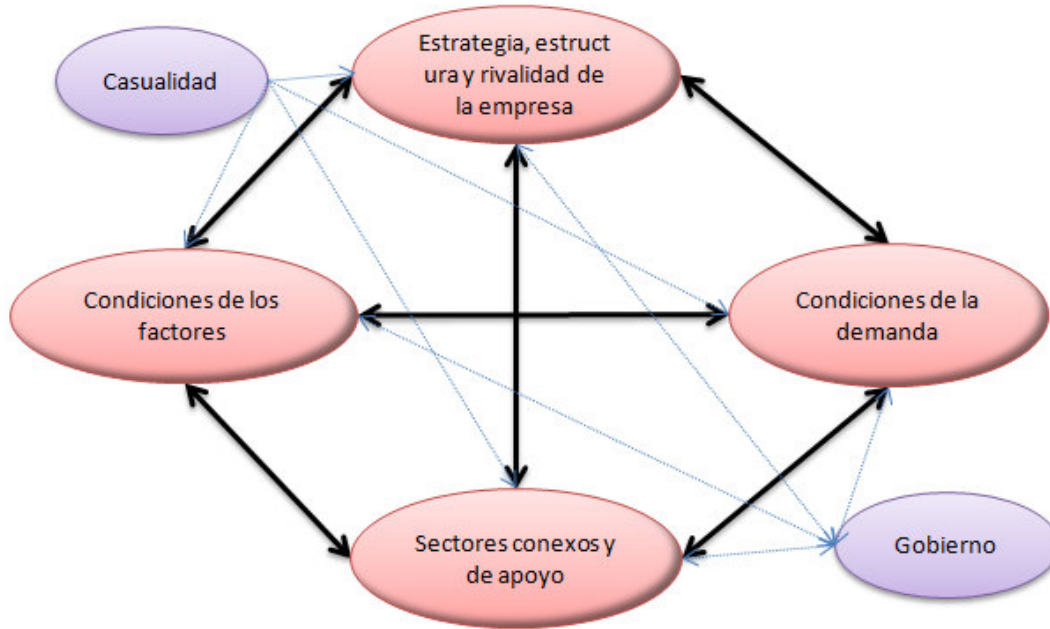 Estrategia, estruct
ura y rivalidad de
la empresa
Casualidad
Condiciones de los
factores
Condiciones de la
demanda
Sectores conexos y
de apoyo
Gobierno